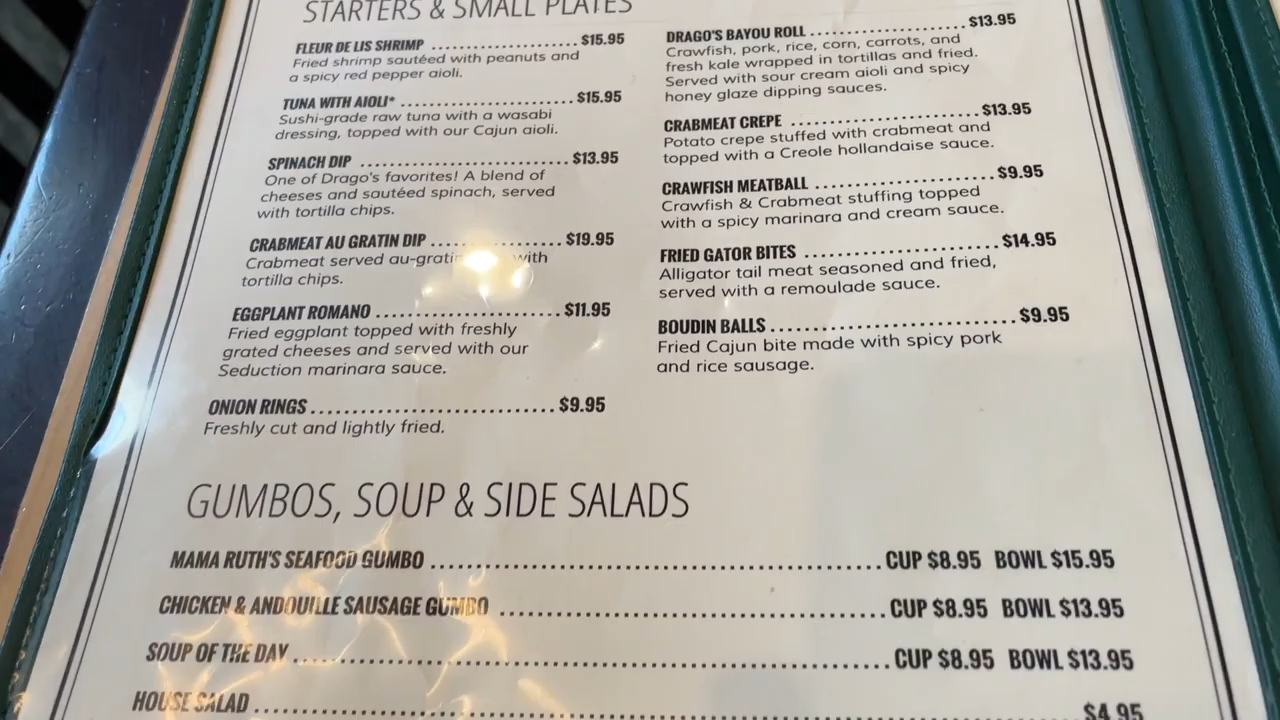 STARTERS & SMALL PLATES
FLEUR DE LIS SHRIMP ........................ $15.95
Fried shrimp sautéed with peanuts and
a spicy red pepper aioli.
TUNA WITH AIOLI* ........................ $15.95
Sushi-grade raw tuna with a wasabi
dressing, topped with our Cajun aioli.
SPINACH DIP ........................ $13.95
One of Drago's favorites! A blend of
cheeses and sautéed spinach, served
with tortilla chips.
CRABMEAT AU GRATIN DIP ........................ $19.95
Crabmeat served au-gratin with
tortilla chips.
EGGPLANT ROMANO ........................ $11.95
Fried eggplant topped with freshly
grated cheeses and served with our
Seduction marinara sauce.
ONION RINGS ........................ $9.95
Freshly cut and lightly fried.
DRAGO'S BAYOU ROLL ........................ $13.95
Crawfish, pork, rice, corn, carrots, and
fresh kale wrapped in tortillas and fried.
Served with sour cream aioli and spicy
honey glaze dipping sauces.
CRABMEAT CREPE ........................ $13.95
Potato crepe stuffed with crabmeat and
topped with a Creole hollandaise sauce.
CRAWFISH MEATBALL ........................ $9.95
Crawfish & Crabmeat stuffing topped
with a spicy marinara and cream sauce.
FRIED GATOR BITES ........................ $14.95
Alligator tail meat seasoned and fried,
served with a remoulade sauce.
BOUDIN BALLS ........................ $9.95
Fried Cajun bite made with spicy pork
and rice sausage.
GUMBOS, SOUP & SIDE SALADS
MAMA RUTH'S SEAFOOD GUMBO ........................ CUP $8.95 BOWL $15.95
CHICKEN & ANDOUILLE SAUSAGE GUMBO ........................ CUP $8.95 BOWL $13.95
SOUP OF THE DAY ........................ CUP $8.95 BOWL $13.95
HOUSE SALAD ........................ $4.95